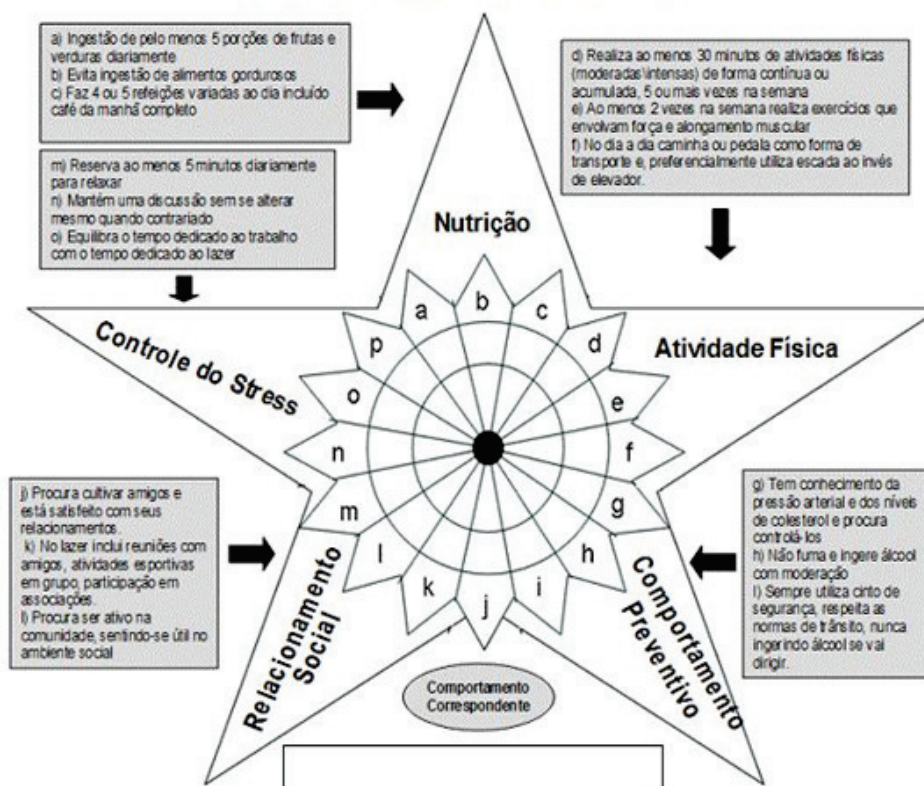 a) Ingestão de pelo menos 5 porções de frutas e
verduras diariamente
b) Evita ingestão de alimentos gordurosos
c) Faz 4 ou 5 refeições variadas ao dia incluído
café da manhã completo
d) Realiza ao menos 30 minutos de atividades físicas
(moderadas\intensas) de forma contínua ou
acumulada, 5 ou mais vezes na semana
e) Ao menos 2 vezes na semana realiza exercícios que
envolvam força e alongamento muscular
f) No dia a dia caminha ou pedala como forma de
transporte e, preferencialmente utiliza escada ao invés
de elevador.
m) Reserva ao menos 5 minutos diariamente
para relaxar
n) Mantém uma discussão sem se alterar
mesmo quando contrariado
o) Equilibra o tempo dedicado ao trabalho
com o tempo dedicado ao lazer
Nutrição
Controle do Stress
Atividade Física
a
b
c
d
e
f
g
h
i
j
k
l
m
n
o
p
j) Procura cultivar amigos e
está satisfeito com seus
relacionamentos.
k) No lazer inclui reuniões com
amigos, atividades esportivas
em grupo, participação em
associações.
l) Procura ser ativo na
comunidade, sentindo-se útil no
ambiente social
g) Tem conhecimento da
pressão arterial e dos níveis
de colesterol e procura
controlá-los
h) Não fuma e ingere álcool
com moderação
I) Sempre utiliza cinto de
segurança, respeita as
normas de trânsito, nunca
ingerindo álcool se vai
dirigir.
Relacionamento
Social
Comportamento
Preventivo
Comportamento
Correspondente